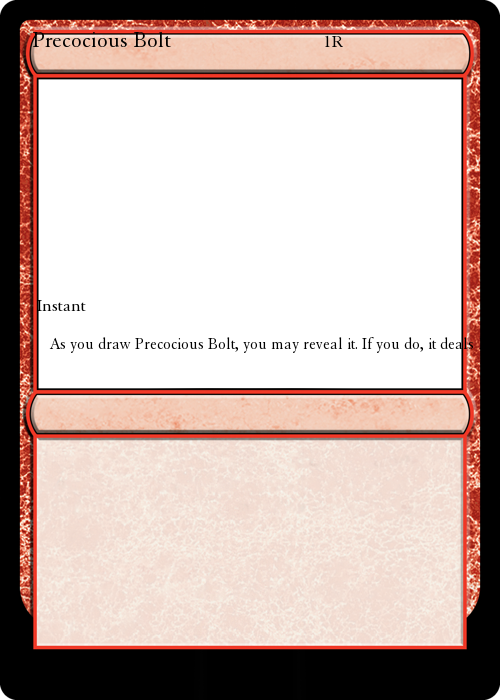 Precocious Bolt 1R
Instant
As you draw Precocious Bolt, you may reveal it. If you do, it deals